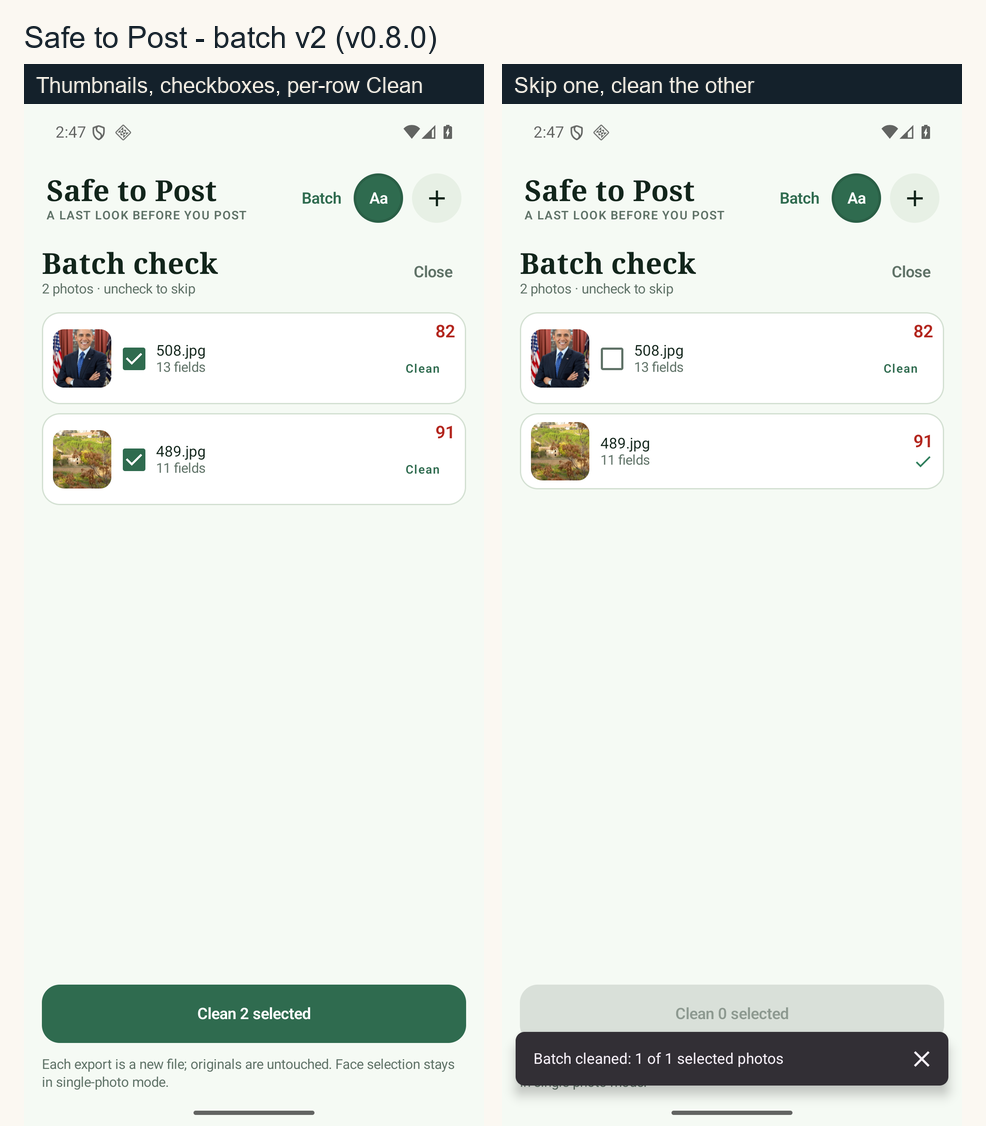 Safe to Post - batch v2 (v0.8.0)
Thumbnails, checkboxes, per-row Clean
2:47
Safe to Post
A LAST LOOK BEFORE YOU POST
Batch
Aa
Batch check
2 photos · uncheck to skip
Close
508.jpg
13 fields
82
Clean
489.jpg
11 fields
91
Clean
Clean 2 selected
Each export is a new file; originals are untouched. Face selection stays
in single-photo mode.
Skip one, clean the other
2:47
Safe to Post
A LAST LOOK BEFORE YOU POST
Batch
Aa
Batch check
2 photos · uncheck to skip
Close
508.jpg
13 fields
82
Clean
489.jpg
11 fields
91
Clean 0 selected
Batch cleaned: 1 of 1 selected photos